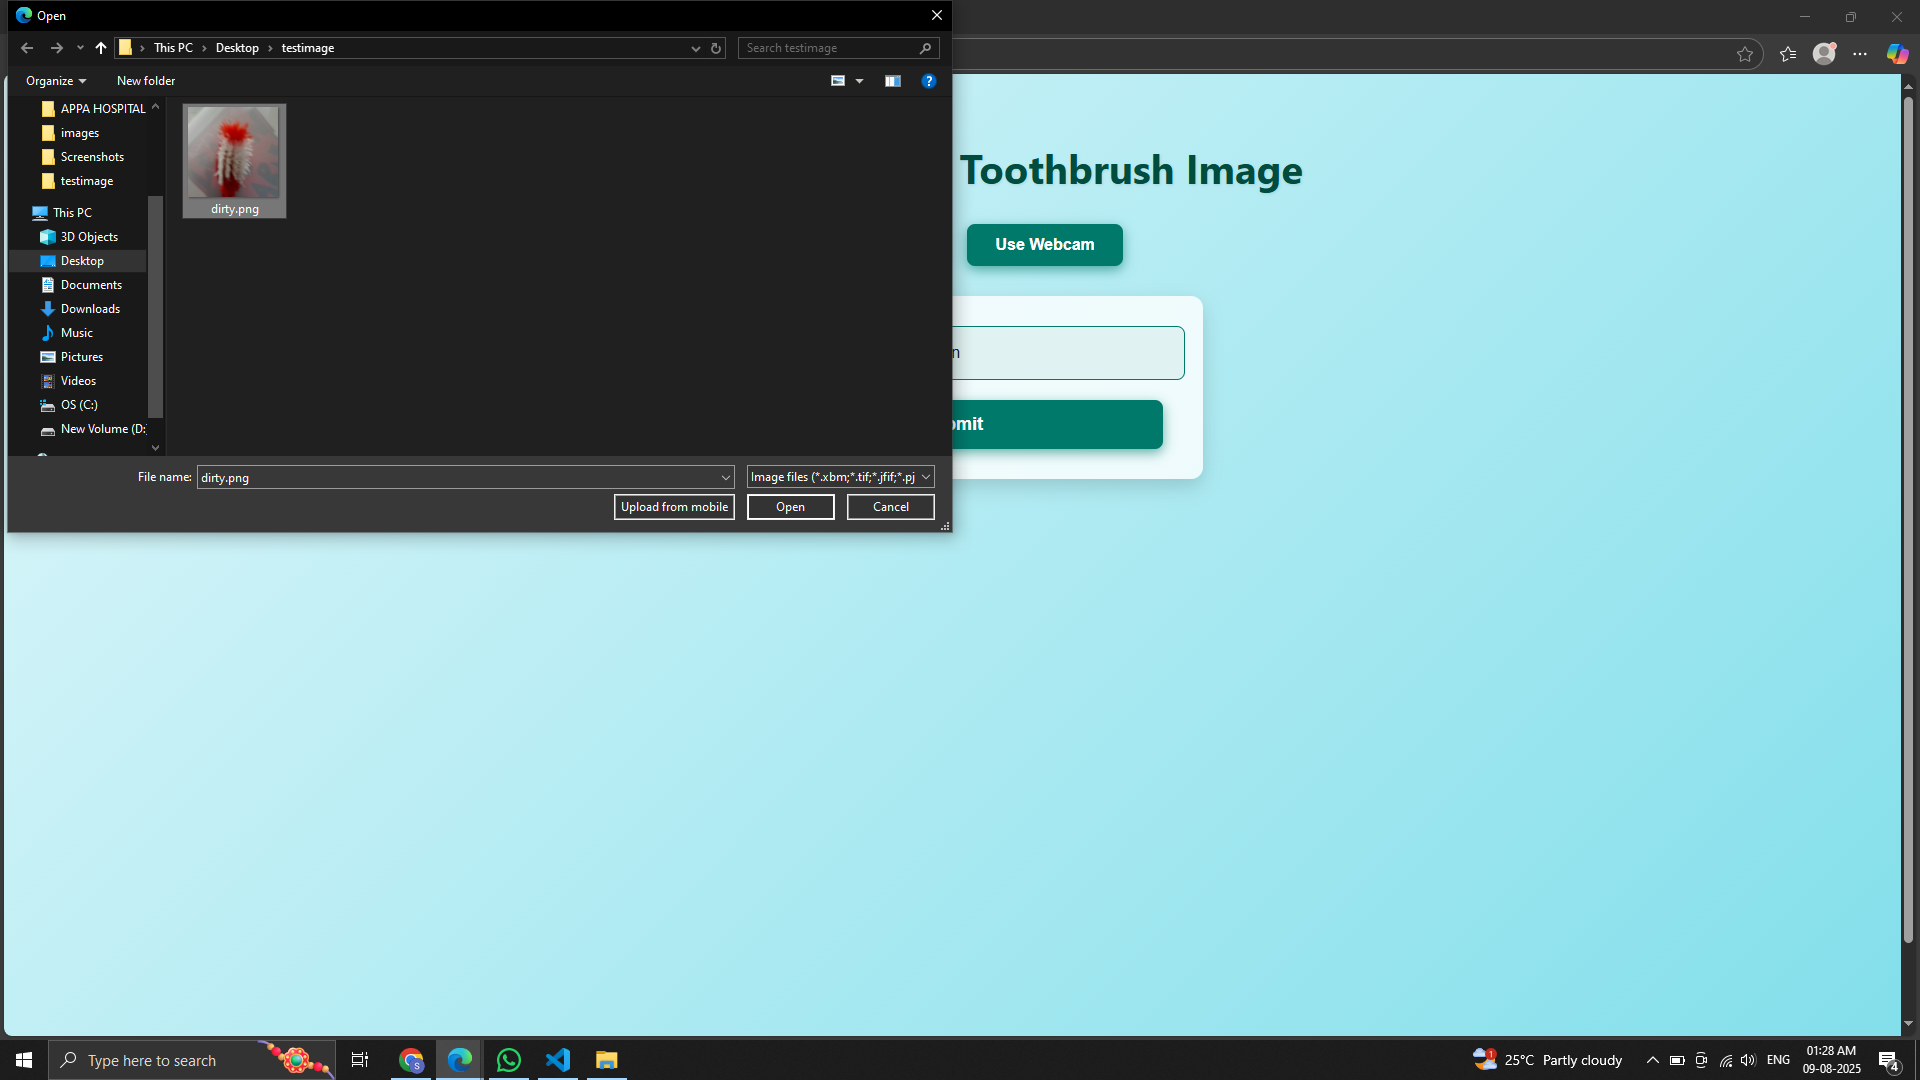 Open
This PC
Desktop
testimage
Search testimage
Organize
New folder
APPA HOSPITAL
images
Screenshots
testimage
This PC
3D Objects
Desktop
Documents
Downloads
Music
Pictures
Videos
OS (C:)
New Volume (D:
dirty.png
File name:
dirty.png
Image files (*.xbm;*.tif;*.jfif;*.pj
Upload from mobile
Open
Cancel
Toothbrush Image
Use Webcam
n
mit
Type here to search
25°C Partly cloudy
ENG
01:28 AM
09-08-2025
4